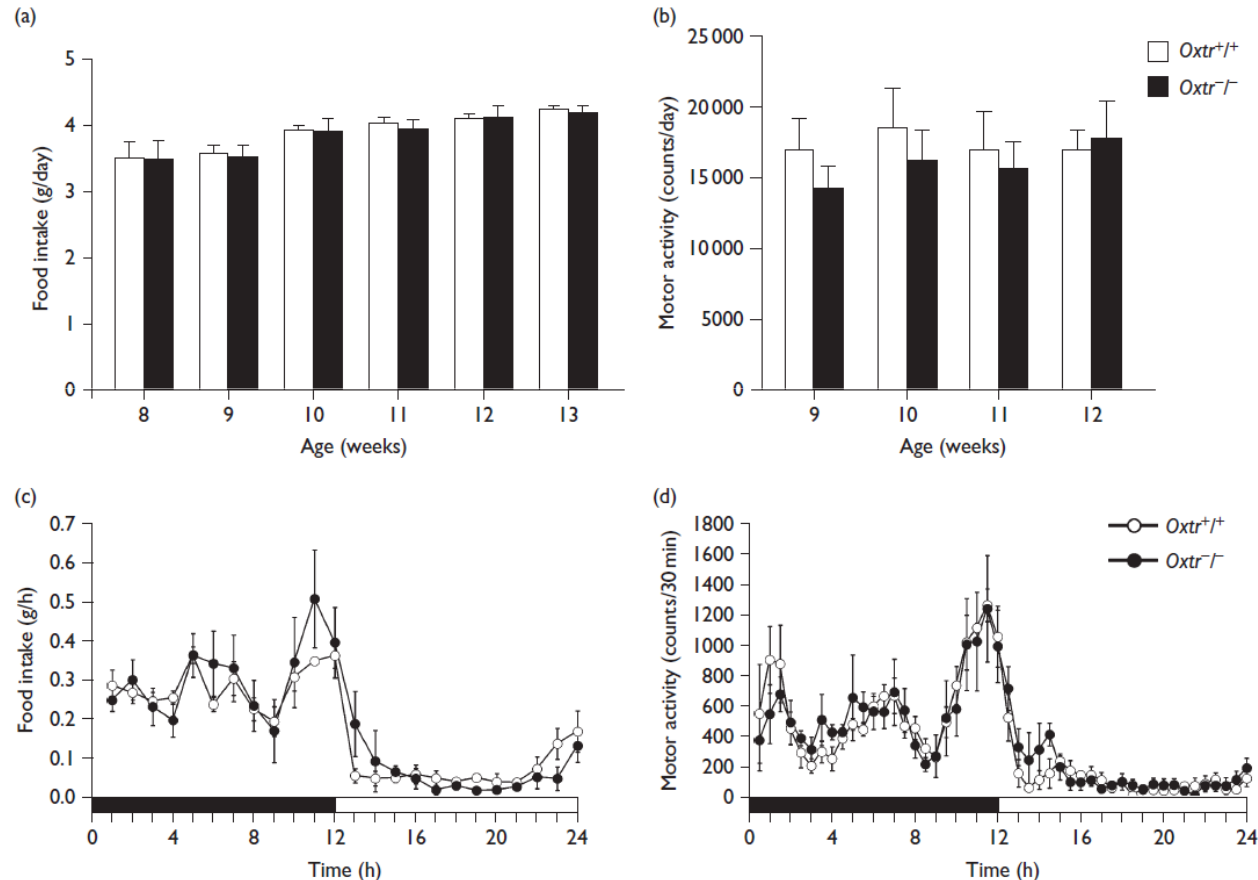 (a)
5
4
3
2
1
0
Food intake (g/day)
8 9 10 11 12 13
Age (weeks)
(b)
25 000
20 000
15 000
10 000
5000
0
Motor activity (counts/day)
9 10 11 12
Age (weeks)
Oxtr+/+
Oxtr−/−
(c)
0.7
0.6
0.5
0.4
0.3
0.2
0.1
0.0
Food intake (g/h)
0 4 8 12 16 20 24
Time (h)
(d)
1800
1600
1400
1200
1000
800
600
400
200
0
Motor activity (counts/30 min)
0 4 8 12 16 20 24
Time (h)
Oxtr+/+
Oxtr−/−